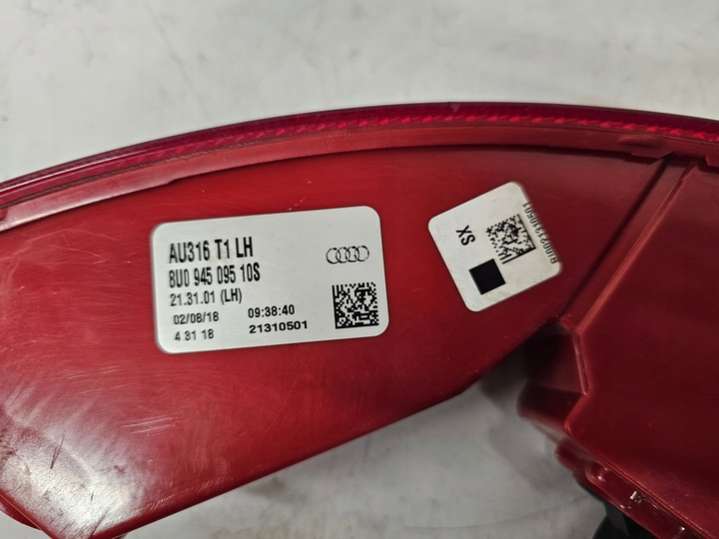 AU316 T1 LH
8U0 945 095 10S
21.31.01 (LH)
02/08/18 09:38:40
4 31 18 21310501
SX